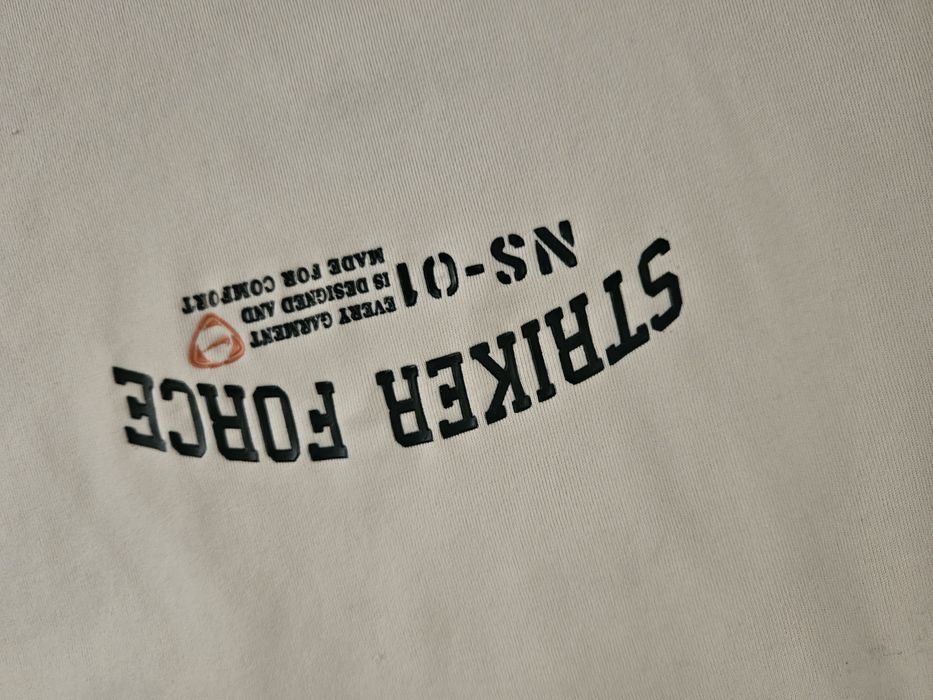 STRIKER FORCE
NS-01
EVERY GARMENT
IS DESIGNED AND
MADE FOR COMFORT